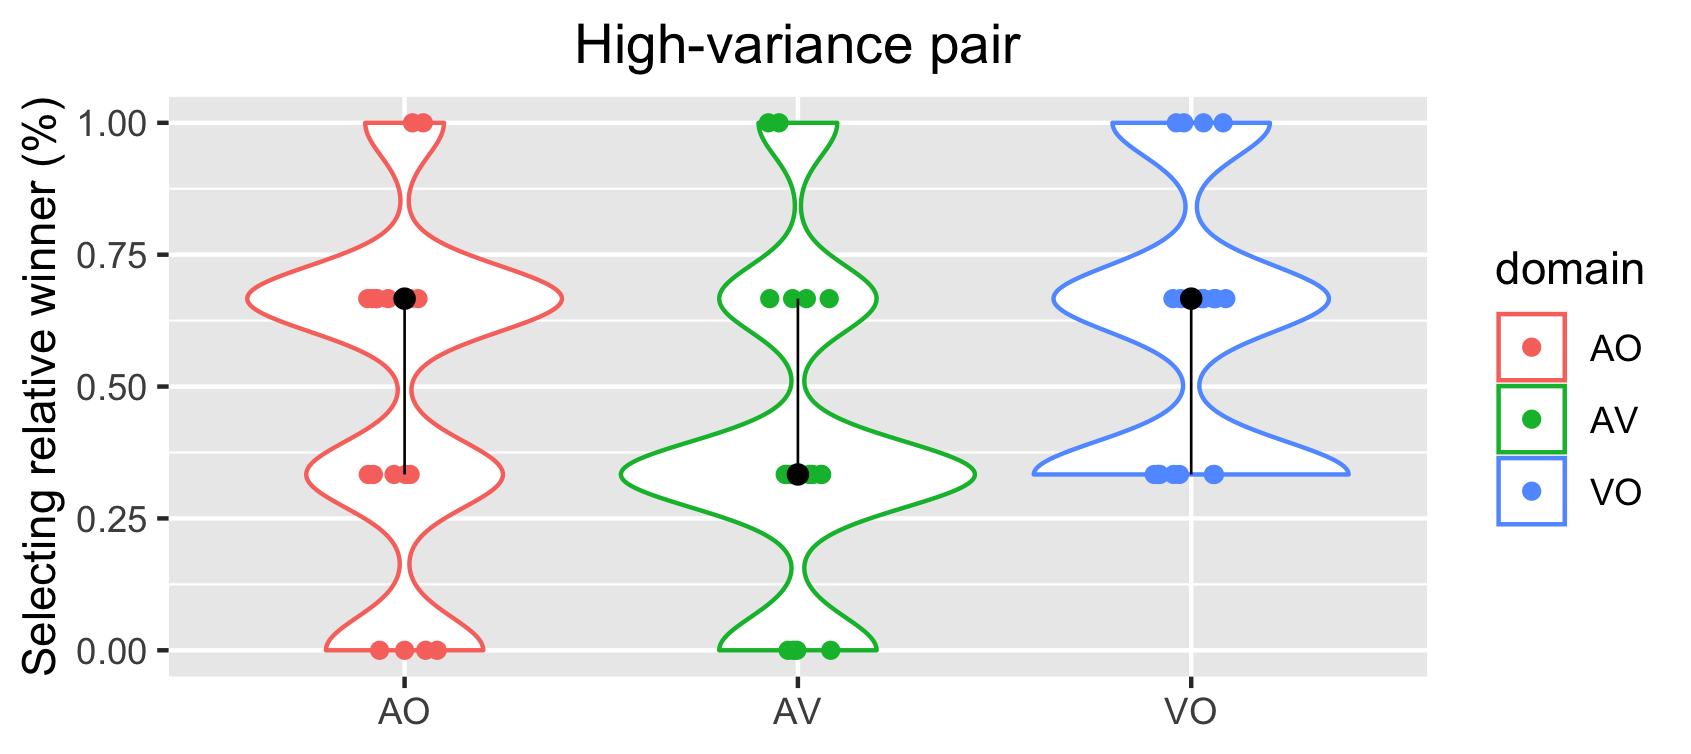 High-variance pair
Selecting relative winner (%)
1.00
0.75
0.50
0.25
0.00
AO
AV
VO
domain
AO
AV
VO